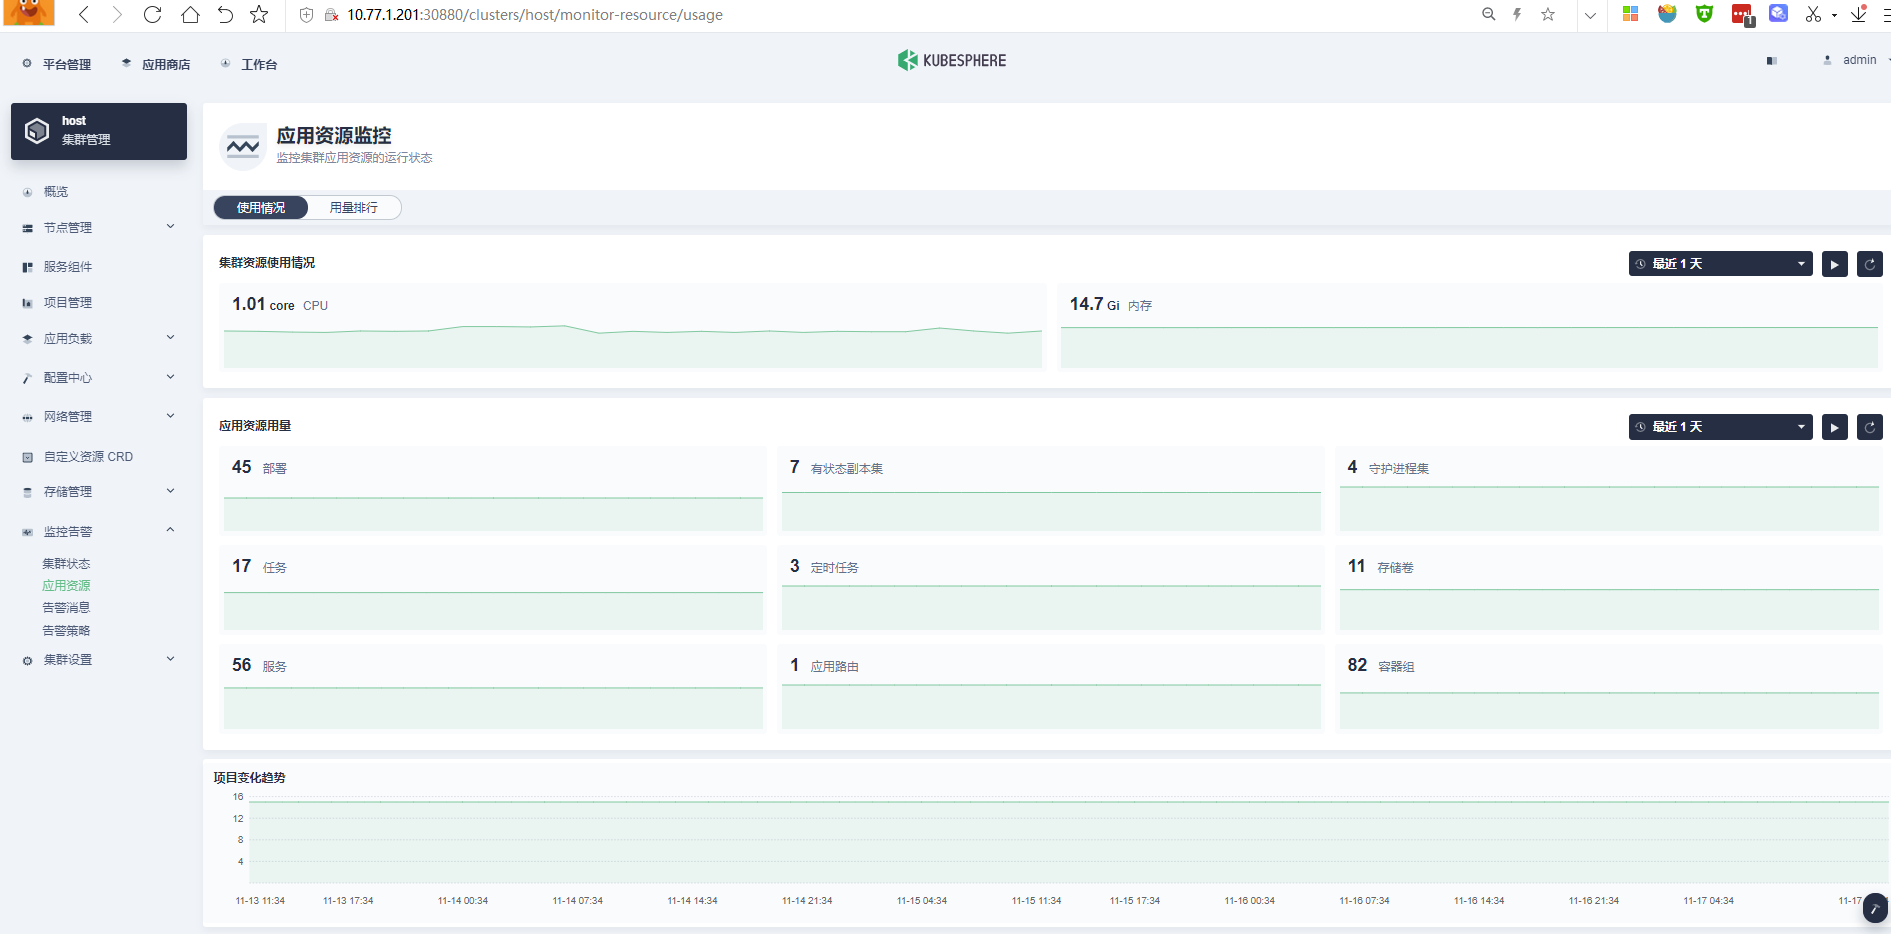 10.77.1.201:30880/clusters/host/monitor-resource/usage
1
平台管理
应用商店
工作台
KUBESPHERE
admin
host
集群管理
概览
节点管理
服务组件
项目管理
应用负载
配置中心
网络管理
自定义资源 CRD
存储管理
监控告警
集群状态
应用资源
告警消息
告警策略
集群设置
应用资源监控
监控集群应用资源的运行状态
使用情况
用量排行
集群资源使用情况
最近 1 天
1.01 core CPU
14.7 Gi 内存
应用资源用量
最近 1 天
45 部署
7 有状态副本集
4 守护进程集
17 任务
3 定时任务
11 存储卷
56 服务
1 应用路由
82 容器组
项目变化趋势
16
12
8
4
11-13 11:34 11-13 17:34 11-14 00:34 11-14 07:34 11-14 14:34 11-14 21:34 11-15 04:34 11-15 11:34 11-15 17:34 11-16 00:34 11-16 07:34 11-16 14:34 11-16 21:34 11-17 04:34 11-17